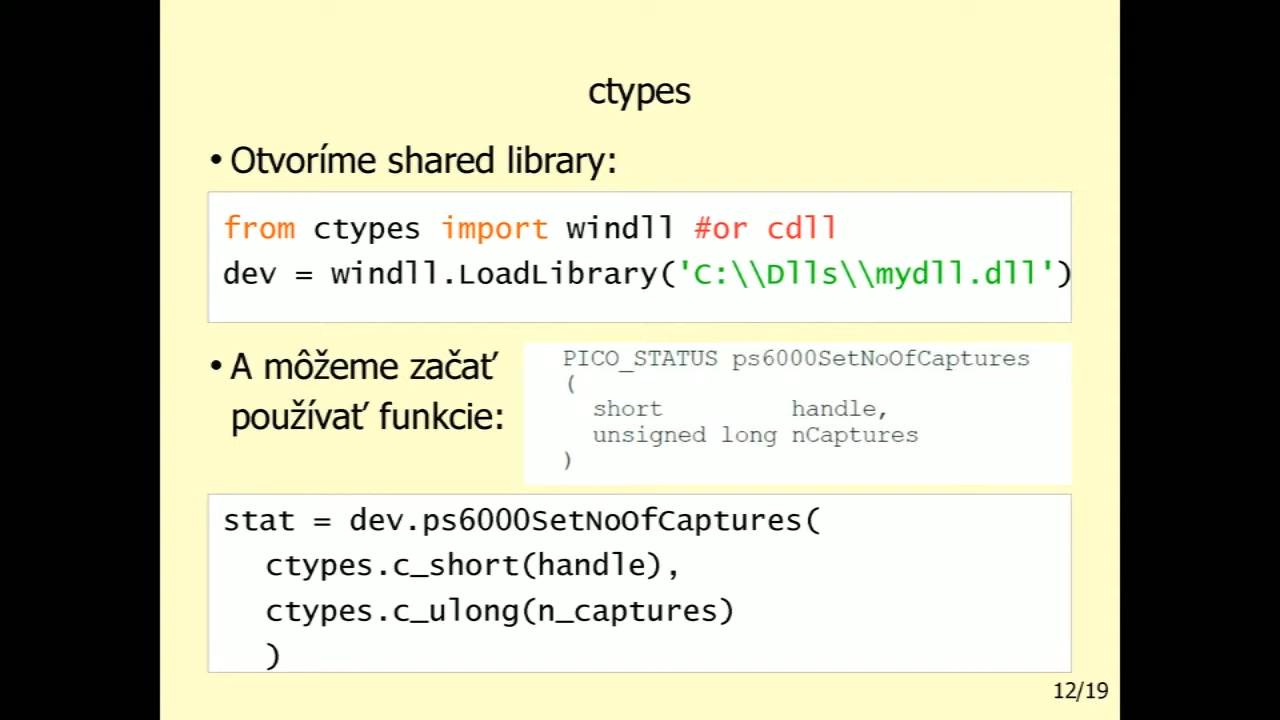 ctypes
• Otvoríme shared library:
from ctypes import windll #or cdll
dev = windll.LoadLibrary('C:\\Dlls\\mydll.dll')
• A môžeme začať
používať funkcie:
PICO_STATUS ps6000SetNoOfCaptures
(
short handle,
unsigned long nCaptures
)
stat = dev.ps6000SetNoOfCaptures(
ctypes.c_short(handle),
ctypes.c_ulong(n_captures)
)
12/19